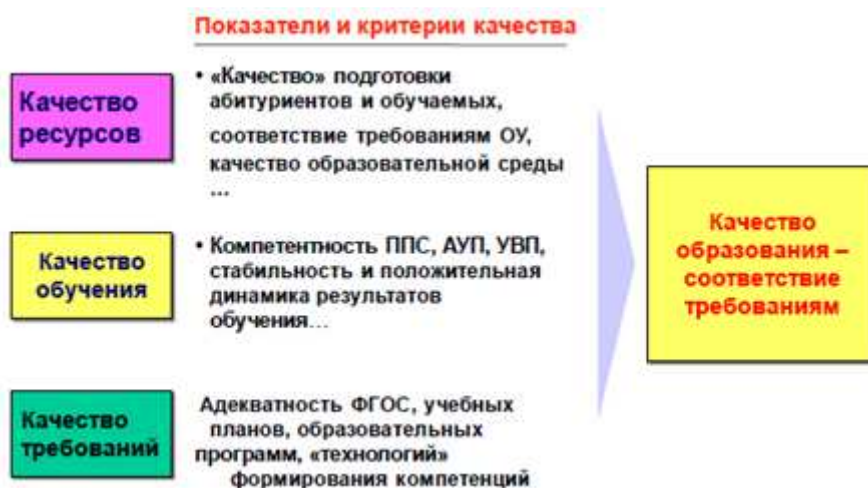 Показатели и критерии качества
Качество
ресурсов
• «Качество» подготовки
абитуриентов и обучаемых,
соответствие требованиям ОУ,
качество образовательной среды
...
Качество
обучения
• Компетентность ППС, АУП, УВП,
стабильность и положительная
динамика результатов
обучения...
Качество
требований
Адекватность ФГОС, учебных
планов, образовательных
программ, «технологий»
формирования компетенций
Качество
образования –
соответствие
требованиям